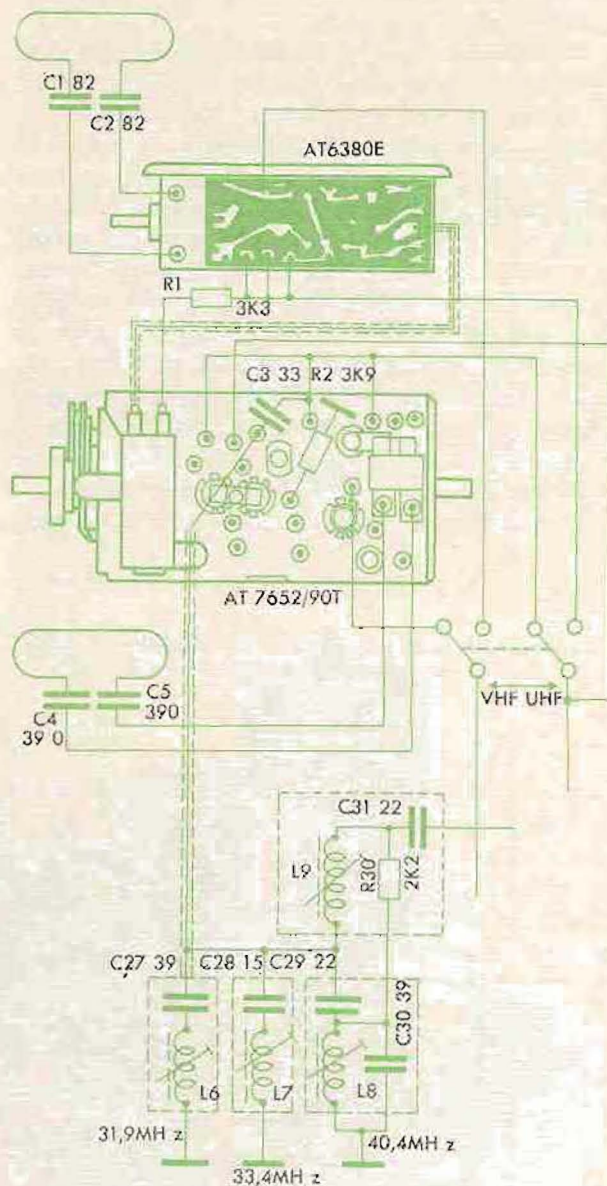 C1 82
C2 82
AT6380E
R1
3K3
C3 33 R2 3K9
AT 7652/90T
C5
390
C4
39 0
VHF UHF
C31 22
L9
R30
2K2
C27 39 C28 15 C29 22
C30 39
L6 L7 L8
31,9MH z
40,4MH z
33,4MH z